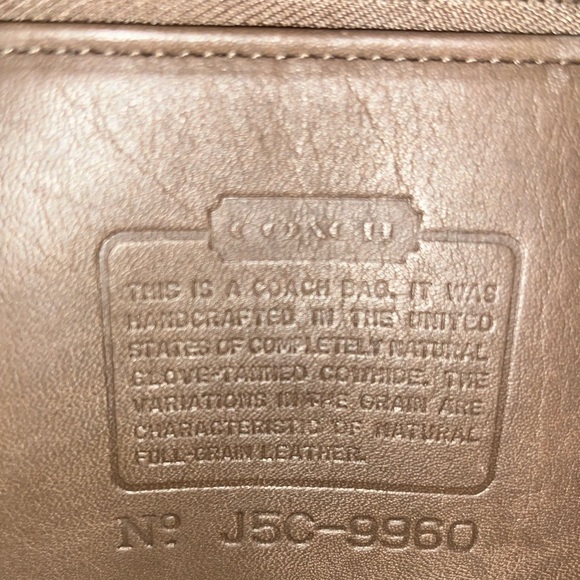 COACH
THIS IS A COACH BAG. IT WAS
HANDCRAFTED IN THE UNITED
STATES OF COMPLETELY NATURAL
GLOVE-TANNED COWHIDE. THE
VARIATIONS IN THE GRAIN ARE
CHARACTERISTIC OF NATURAL
FULL-GRAIN LEATHER.
Nº J5C-9960